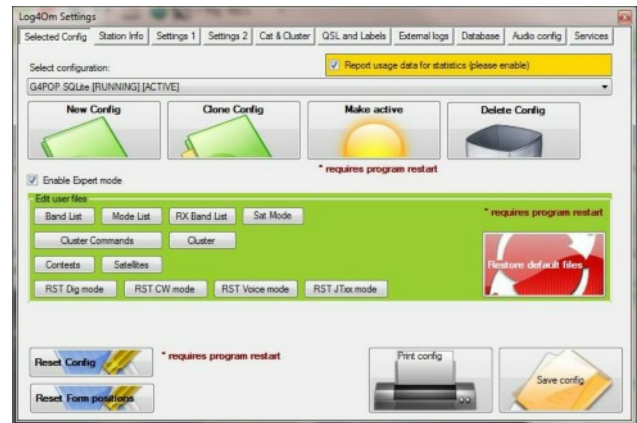 Log4Om Settings
Selected Config Station Info Settings 1 Settings 2 Cat & Cluster QSL and Labels External logs Database Audio config Services
Select configuration:
Report usage data for statistics (please enable)
G4POP SQLite [RUNNING] [ACTIVE]
New Config Clone Config Make active Delete Config
* requires program restart
Enable Expert mode
Edit user files
Band List Mode List RX Band List Sat Mode
* requires program restart
Cluster Commands Cluster
Contests Satellites
Restore default files
RST Dig mode RST CW mode RST Voice mode RST JTxx mode
Reset Config
* requires program restart
Print config
Save config
Reset Form positions